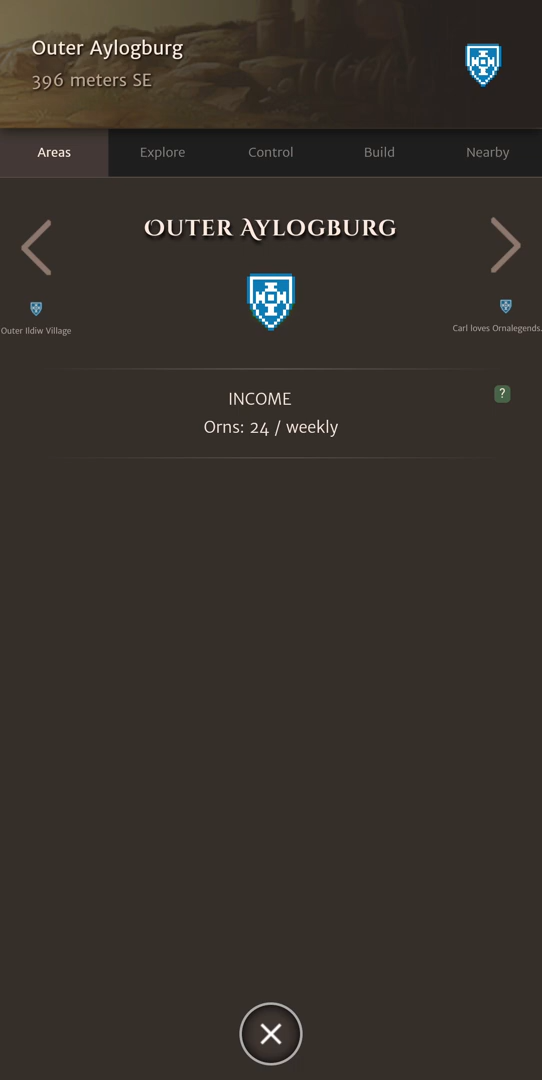 Outer Aylogburg
396 meters SE
Areas
Explore
Control
Build
Nearby
Outer Aylogburg
Outer Ildiw Village
Carl loves Ornalegends.
INCOME
?
Orns: 24 / weekly